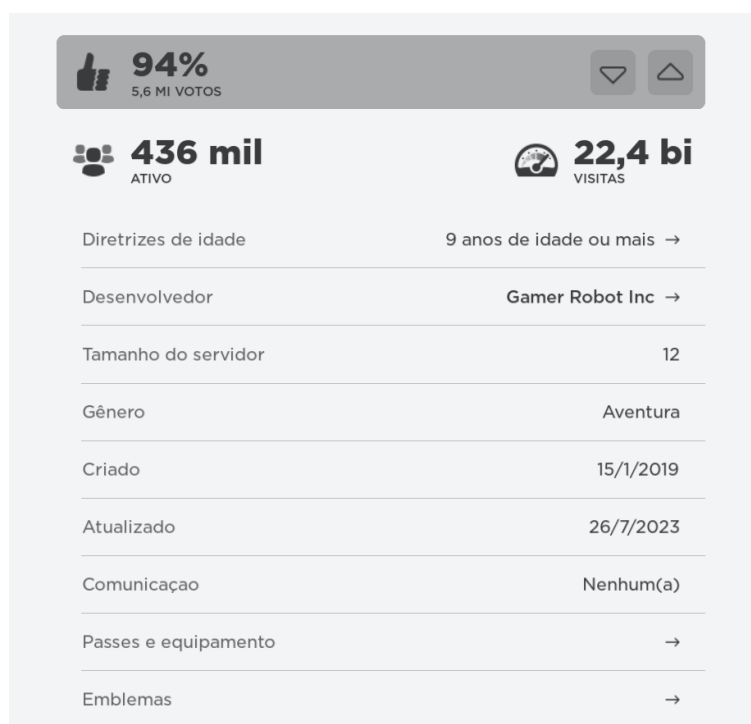 94%
5,6 MI VOTOS
436 mil
ATIVO
22,4 bi
VISITAS
Diretrizes de idade 9 anos de idade ou mais →
Desenvolvedor Gamer Robot Inc →
Tamanho do servidor 12
Gênero Aventura
Criado 15/1/2019
Atualizado 26/7/2023
Comunicaçao Nenhum(a)
Passes e equipamento →
Emblemas →